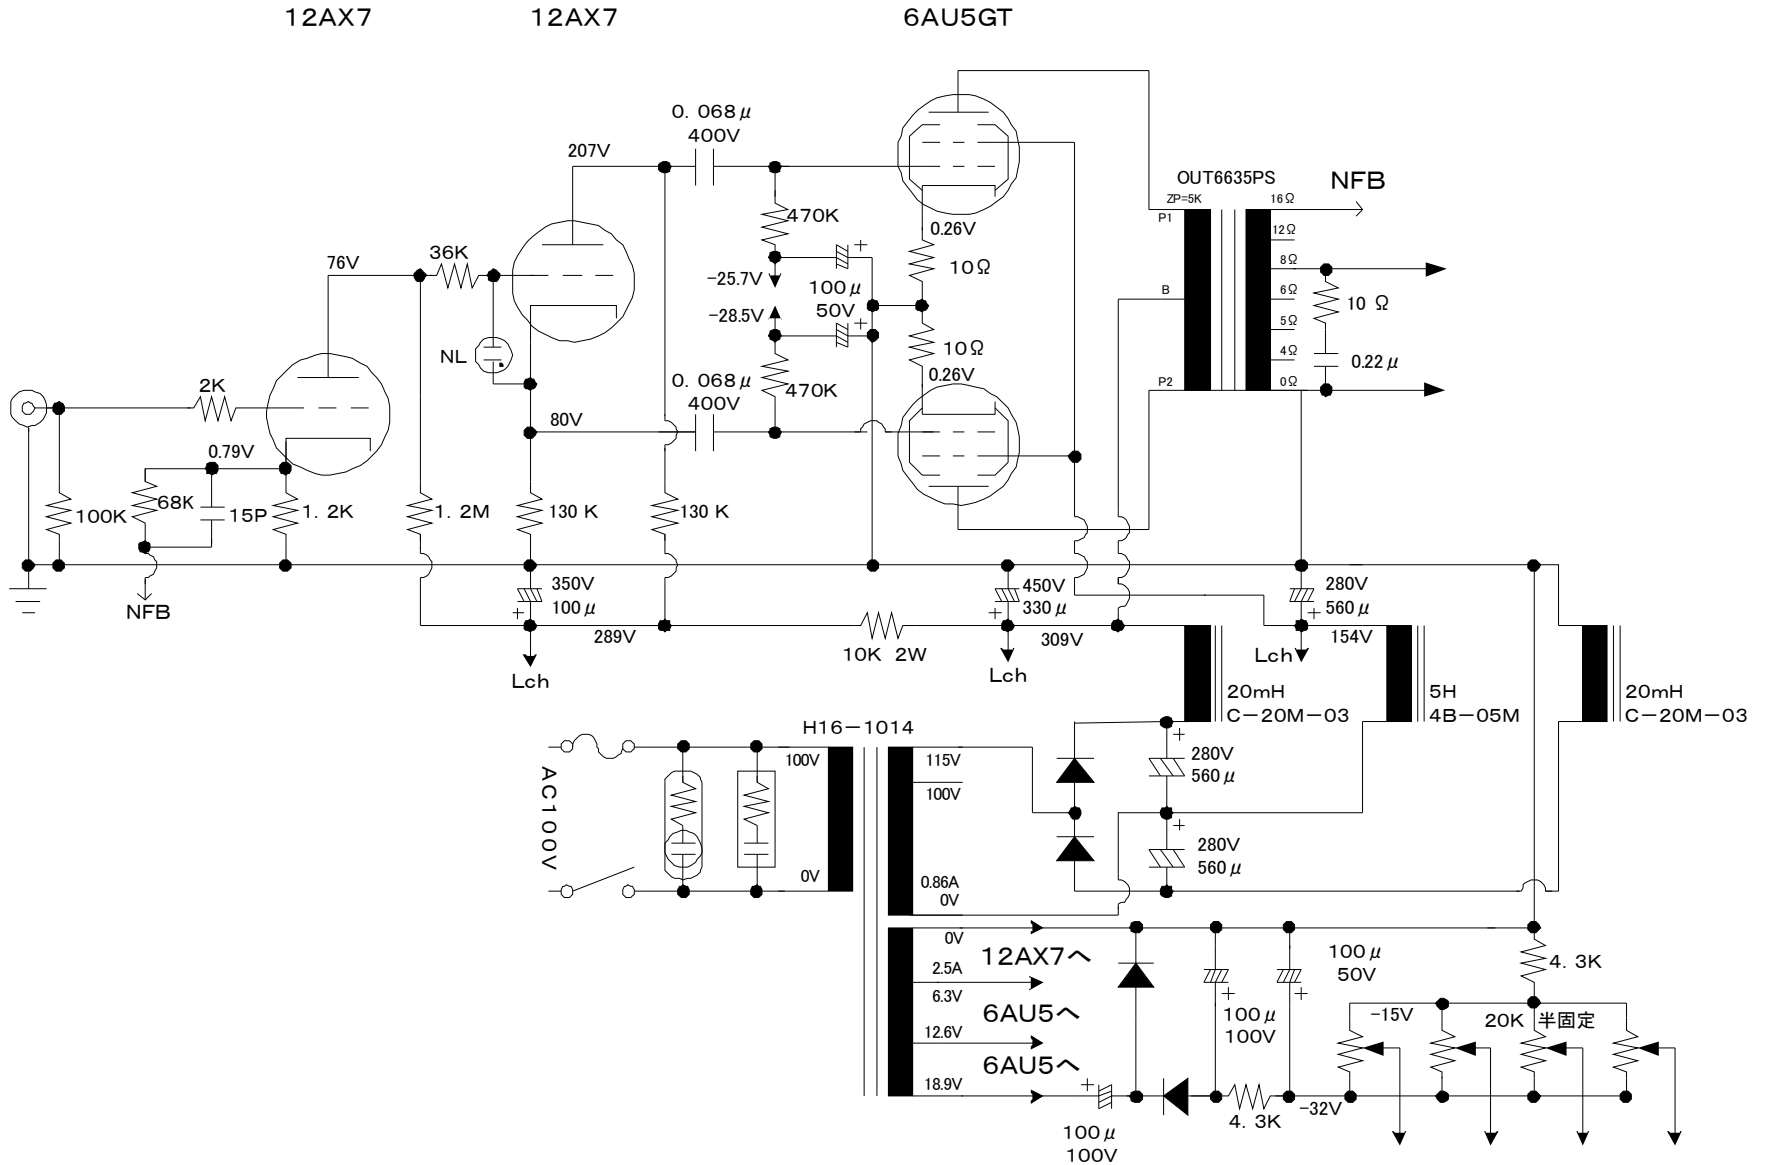 12AX7
12AX7
6AU5GT
0. 068μ
400V
207V
OUT6635PS
NFB
ZP=5K
16Ω
P1
470K
0.26V
12Ω
36K
76V
10Ω
8Ω
-25.7V
100μ
50V
B
6Ω
10 Ω
-28.5V
5Ω
NL
10Ω
4Ω
0.22μ
0. 068μ
400V
0.26V
P2
0Ω
2K
470K
80V
0.79V
68K
15P
100K
1. 2K
1. 2M
130 K
130 K
350V
100μ
450V
330μ
280V
560μ
NFB
289V
309V
154V
10K 2W
Lch
Lch
Lch
20mH
C-20M-03
5H
4B-05M
20mH
C-20M-03
H16-1014
AC100V
100V
115V
100V
280V
560μ
280V
560μ
0V
0.86A
0V
0V
12AX7へ
2.5A
6.3V
6AU5へ
12.6V
6AU5へ
18.9V
100μ
50V
4. 3K
100μ
100V
-15V
20K 半固定
-32V
4. 3K
100μ
100V